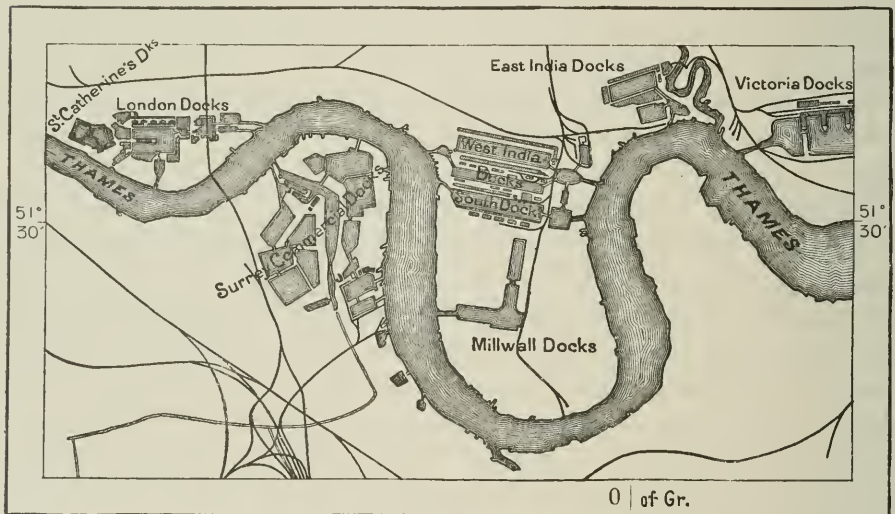 St. Catherine's Dks
London Docks
East India Docks
Victoria Docks
THAMES
West India
Docks
South Dock
THAMES
51°
30'
51°
30'
Surrey Commercial Docks
Millwall Docks
0 | of Gr.